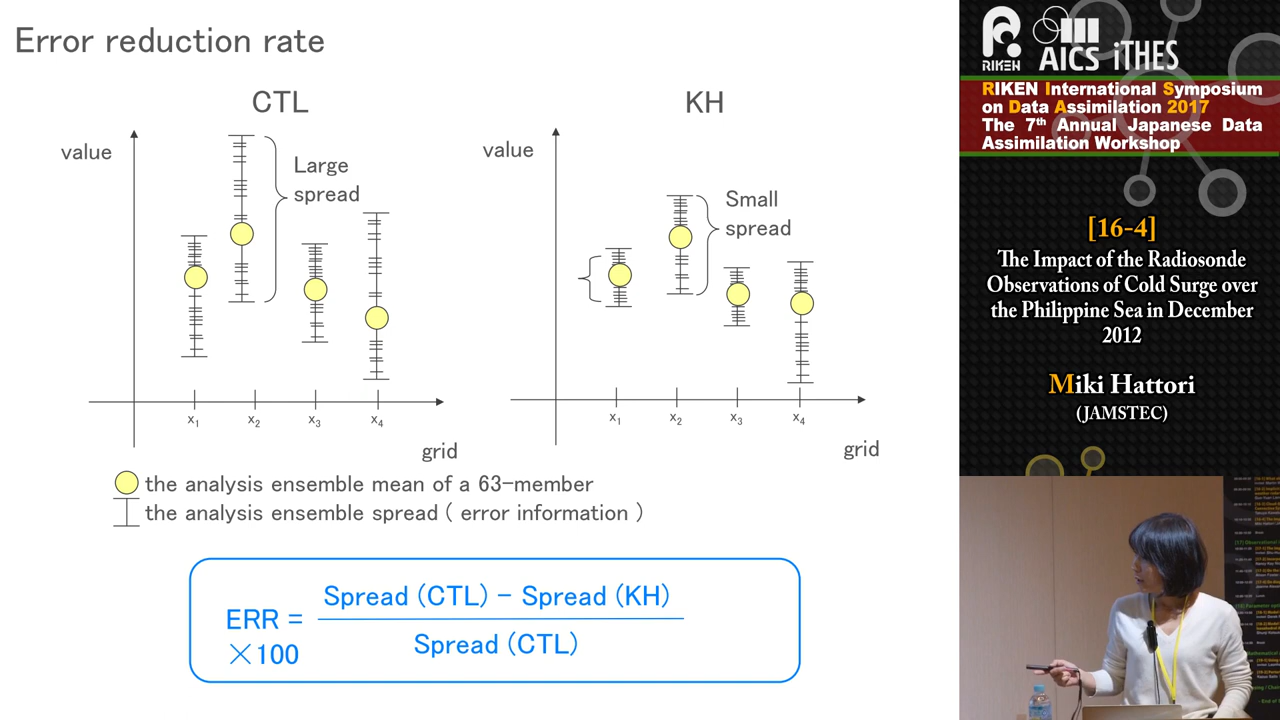 Error reduction rate
CTL
value
Large
spread
x1
x2
x3
x4
grid
KH
value
Small
spread
x1
x2
x3
x4
grid
the analysis ensemble mean of a 63-member
the analysis ensemble spread ( error information )
ERR =
×100
Spread (CTL) - Spread (KH)
Spread (CTL)
RIKEN
AICS
iTHES
RIKEN International Symposium
on Data Assimilation 2017
The 7th Annual Japanese Data
Assimilation Workshop
[16-4]
The Impact of the Radiosonde
Observations of Cold Surge over
the Philippine Sea in December
2012
Miki Hattori
(JAMSTEC)